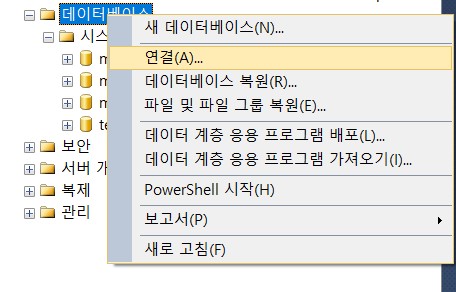 데이터베이스
새 데이터베이스(N)...
시스
연결(A)...
m
데이터베이스 복원(R)...
m
파일 및 파일 그룹 복원(E)...
m
te
데이터 계층 응용 프로그램 배포(L)...
보안
데이터 계층 응용 프로그램 가져오기(I)...
서버 개
PowerShell 시작(H)
복제
보고서(P)
관리
새로 고침(F)